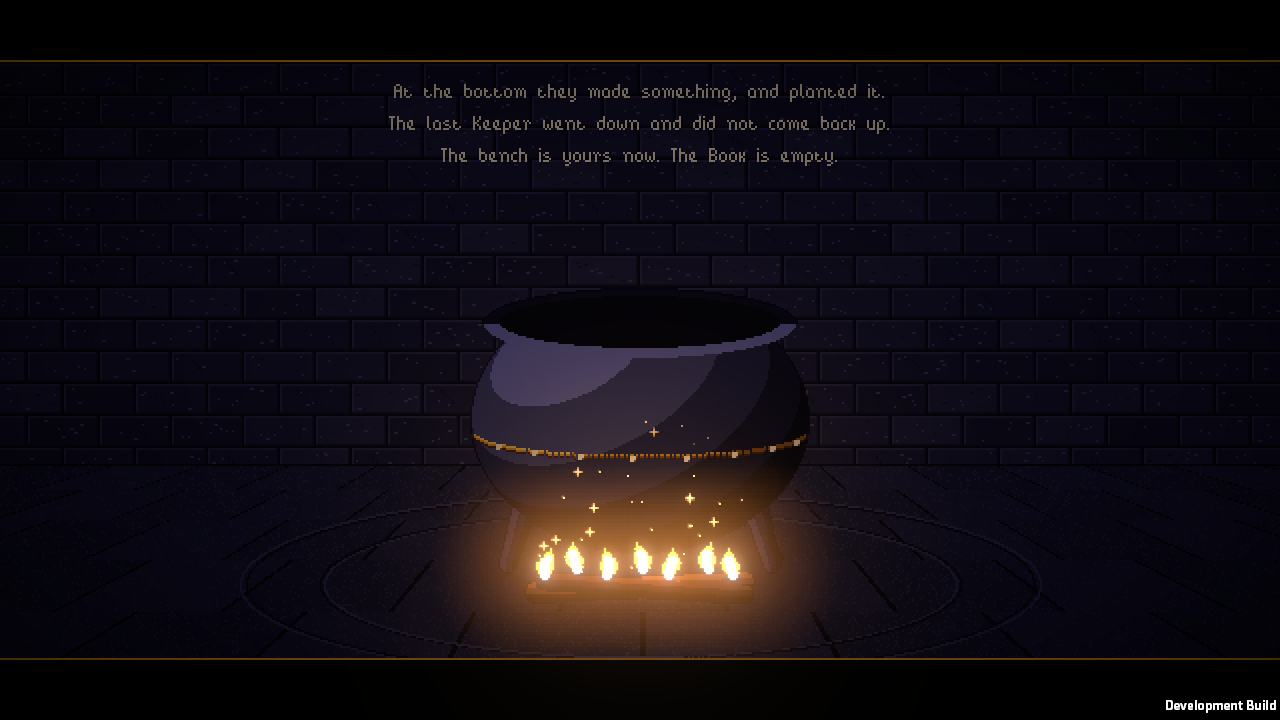 At the bottom they made something, and planted it.
The last Keeper went down and did not come back up.
The bench is yours now. The Book is empty.
Development Build